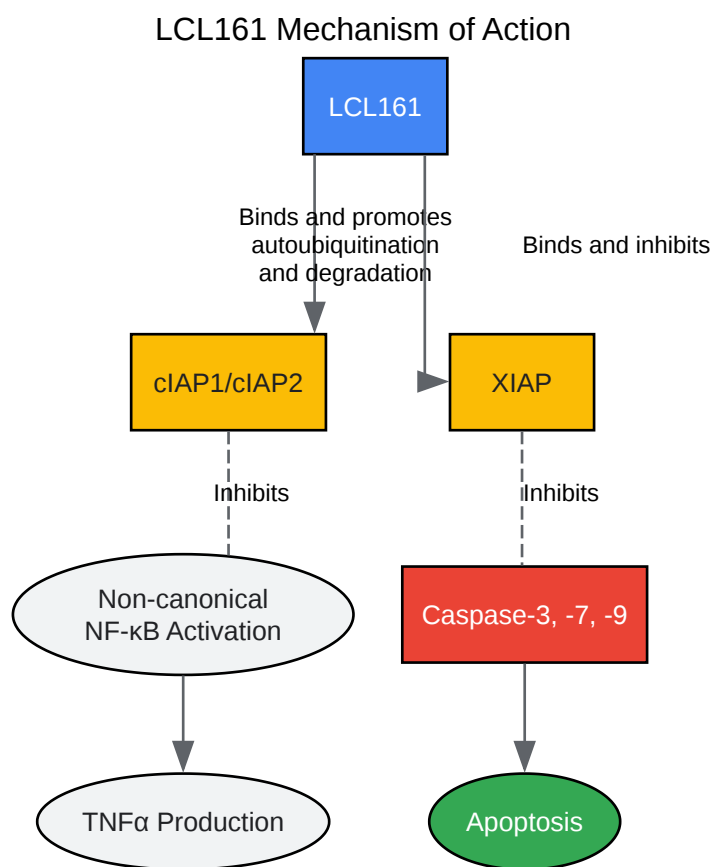 LCL161 Mechanism of Action
LCL161
Binds and promotes
autoubiquitination
and degradation
Binds and inhibits
cIAP1/cIAP2
XIAP
Inhibits
Inhibits
Non-canonical
NF-κB Activation
Caspase-3, -7, -9
TNFα Production
Apoptosis